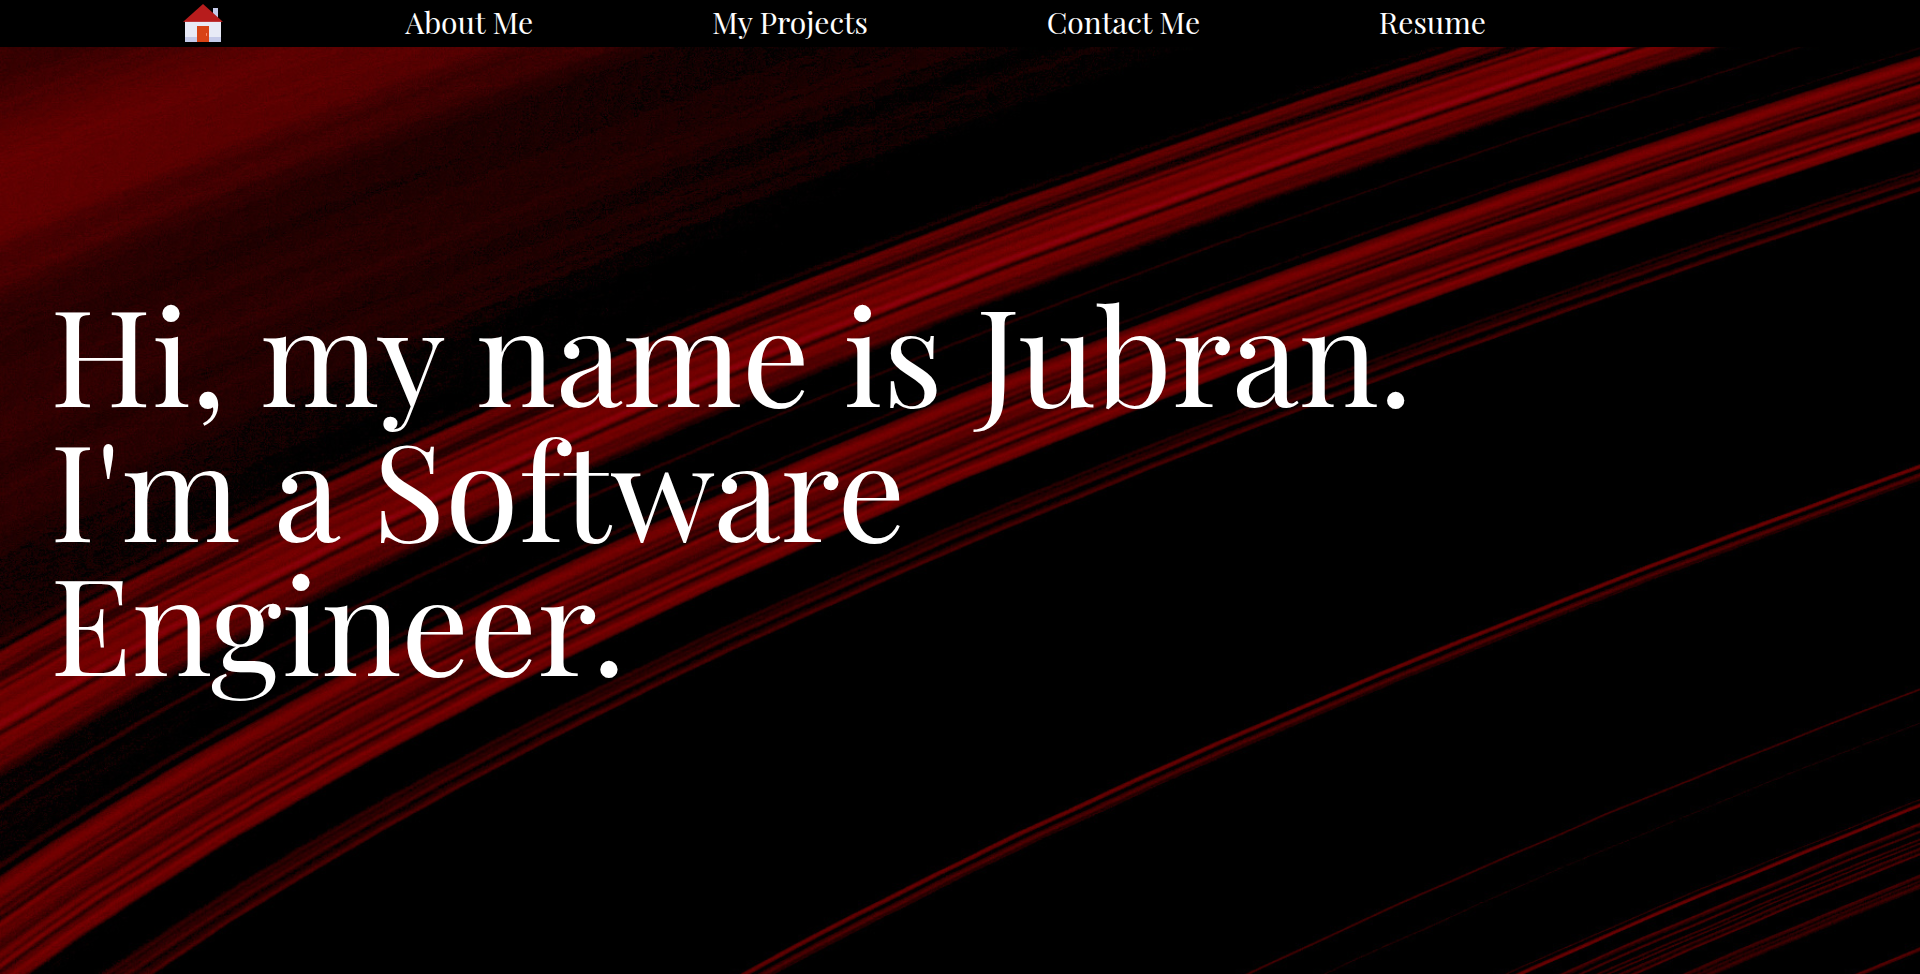 About Me
My Projects
Contact Me
Resume
Hi, my name is Jubran.
I'm a Software
Engineer.